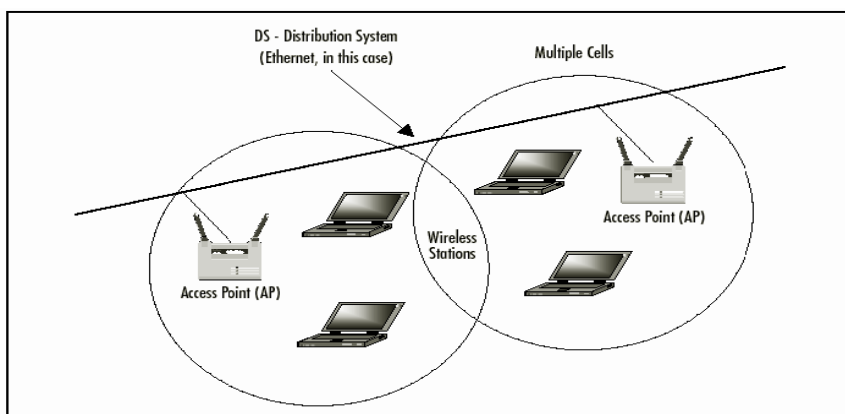 DS - Distribution System
(Ethernet, in this case)
Multiple Cells
Access Point (AP)
Wireless
Stations
Access Point (AP)